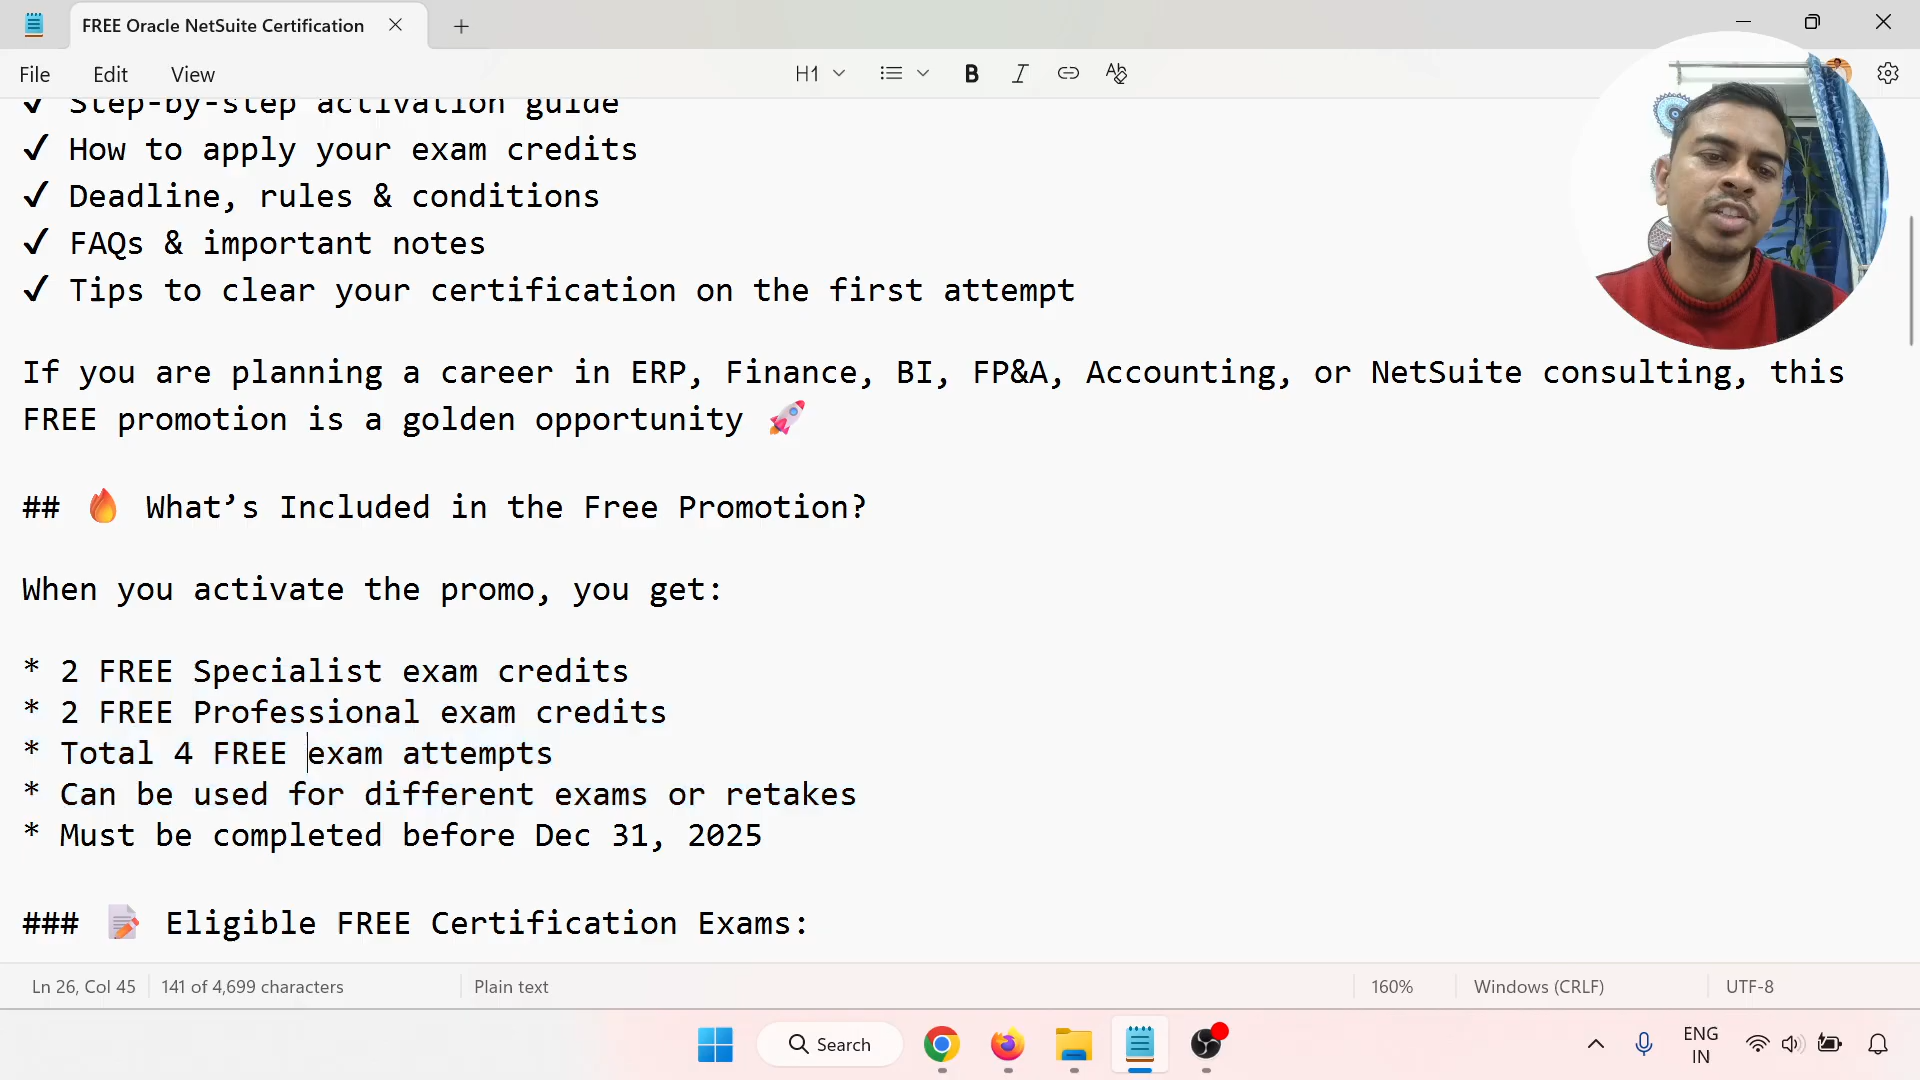 FREE Oracle NetSuite Certification
File Edit View H1 B I
✓ Step-by-step activation guide
✓ How to apply your exam credits
✓ Deadline, rules & conditions
✓ FAQs & important notes
✓ Tips to clear your certification on the first attempt
If you are planning a career in ERP, Finance, BI, FP&A, Accounting, or NetSuite consulting, this
FREE promotion is a golden opportunity 🚀
## 🔥 What’s Included in the Free Promotion?
When you activate the promo, you get:
* 2 FREE Specialist exam credits
* 2 FREE Professional exam credits
* Total 4 FREE exam attempts
* Can be used for different exams or retakes
* Must be completed before Dec 31, 2025
### 📝 Eligible FREE Certification Exams:
Ln 26, Col 45 141 of 4,699 characters Plain text 160% Windows (CRLF) UTF-8
Search
ENG
IN